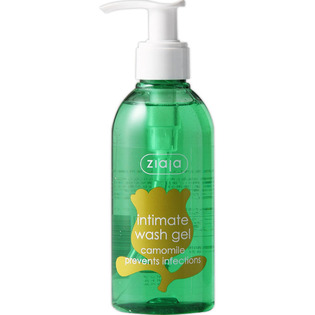 ziaja
intimate
wash gel
camomile
prevents infections